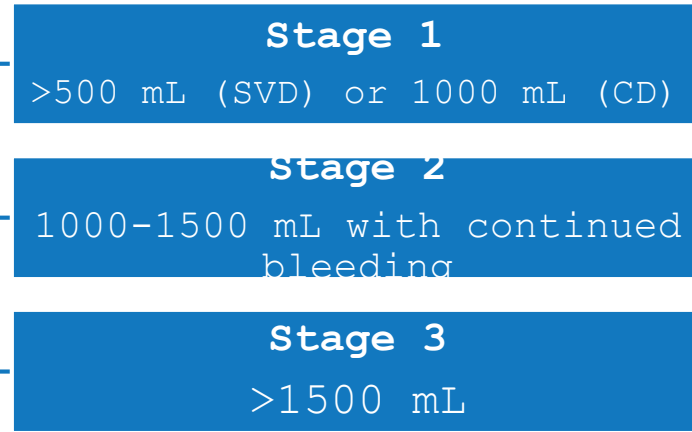 Stage 1
>500 mL (SVD) or 1000 mL (CD)
Stage 2
1000-1500 mL with continued
bleeding
Stage 3
>1500 mL